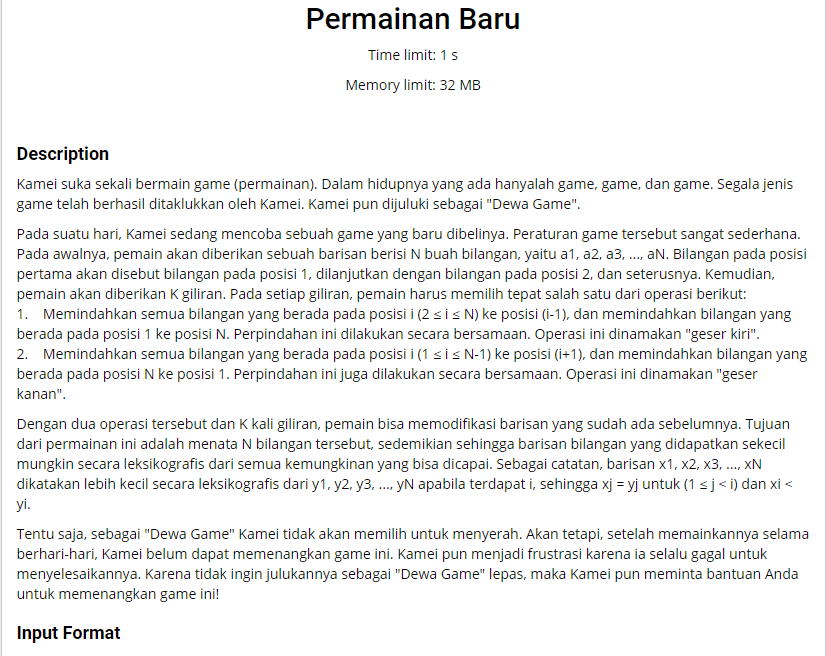 Permainan Baru
Time limit: 1 s
Memory limit: 32 MB
Description
Kamei suka sekali bermain game (permainan). Dalam hidupnya yang ada hanyalah game, game, dan game. Segala jenis
game telah berhasil ditaklukkan oleh Kamei. Kamei pun dijuluki sebagai "Dewa Game".
Pada suatu hari, Kamei sedang mencoba sebuah game yang baru dibelinya. Peraturan game tersebut sangat sederhana.
Pada awalnya, pemain akan diberikan sebuah barisan berisi N buah bilangan, yaitu a1, a2, a3, ..., aN. Bilangan pada posisi
pertama akan disebut bilangan pada posisi 1, dilanjutkan dengan bilangan pada posisi 2, dan seterusnya. Kemudian,
pemain akan diberikan K giliran. Pada setiap giliran, pemain harus memilih tepat salah satu dari operasi berikut:
1. Memindahkan semua bilangan yang berada pada posisi i (2 ≤ i ≤ N) ke posisi (i-1), dan memindahkan bilangan yang
berada pada posisi 1 ke posisi N. Perpindahan ini dilakukan secara bersamaan. Operasi ini dinamakan "geser kiri".
2. Memindahkan semua bilangan yang berada pada posisi i (1 ≤ i ≤ N-1) ke posisi (i+1), dan memindahkan bilangan yang
berada pada posisi N ke posisi 1. Perpindahan ini juga dilakukan secara bersamaan. Operasi ini dinamakan "geser
kanan".
Dengan dua operasi tersebut dan K kali giliran, pemain bisa memodifikasi barisan yang sudah ada sebelumnya. Tujuan
dari permainan ini adalah menata N bilangan tersebut, sedemikian sehingga barisan bilangan yang didapatkan sekecil
mungkin secara leksikografis dari semua kemungkinan yang bisa dicapai. Sebagai catatan, barisan x1, x2, x3, ..., xN
dikatakan lebih kecil secara leksikografis dari y1, y2, y3, ..., yN apabila terdapat i, sehingga xj = yj untuk (1 ≤ j < i) dan xi <
yi.
Tentu saja, sebagai "Dewa Game" Kamei tidak akan memilih untuk menyerah. Akan tetapi, setelah memainkannya selama
berhari-hari, Kamei belum dapat memenangkan game ini. Kamei pun menjadi frustrasi karena ia selalu gagal untuk
menyelesaikannya. Karena tidak ingin julukannya sebagai "Dewa Game" lepas, maka Kamei pun meminta bantuan Anda
untuk memenangkan game ini!
Input Format